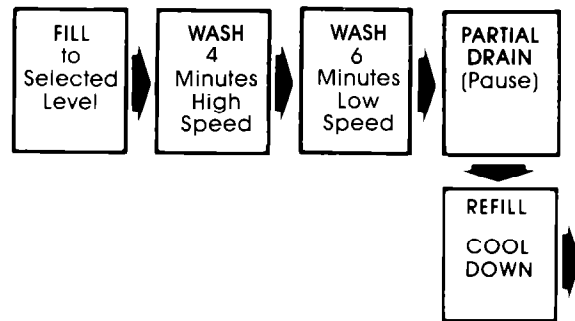 FILL
to
Selected
Level
WASH
4
Minutes
High
Speed
WASH
6
Minutes
Low
Speed
PARTIAL
DRAIN
(Pause)
REFILL
COOL
DOWN